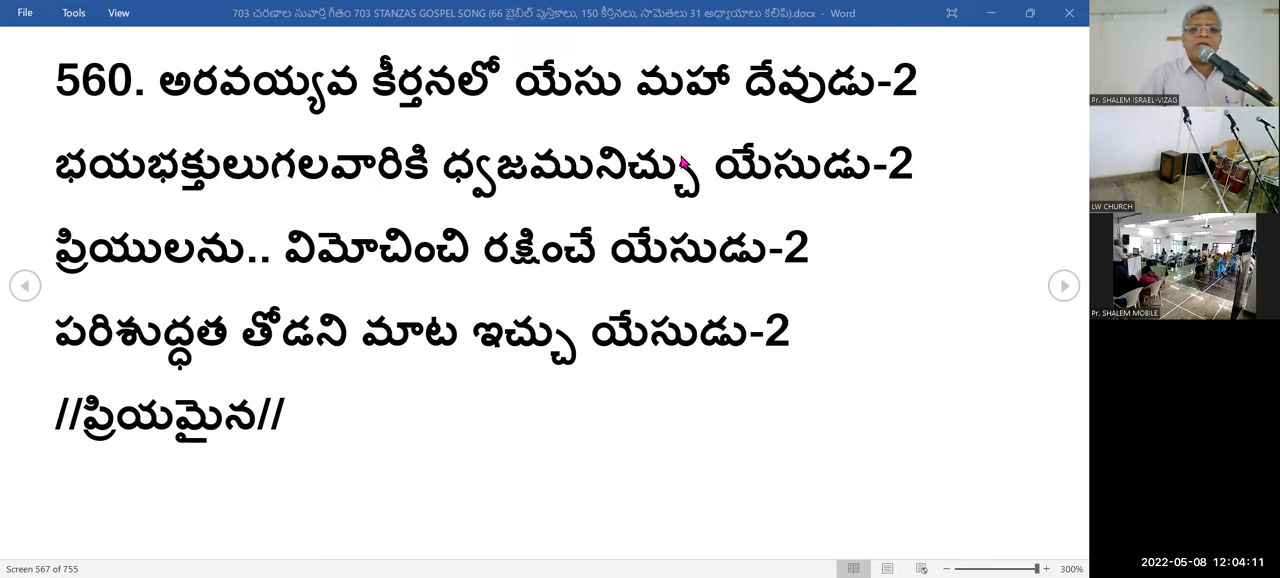 File Tools View 703 చరణాల సువార్త గీతం 703 STANZAS GOSPEL SONG (66 బైబిల్ పుస్తకాలు, 150 కీర్తనలు, సామెతలు 31 అధ్యాయాలు కలిపి).docx - Word
560. అరవయ్యవ కీర్తనలో యేసు మహా దేవుడు-2
భయభక్తులుగలవారికి ధ్వజమునిచ్చు యేసుడు-2
ప్రియులను.. విమోచించి రక్షించే యేసుడు-2
పరిశుద్ధత తోడని మాట ఇచ్చు యేసుడు-2
//ప్రియమైన//
Pr. SHALEM ISRAEL-VIZAG
LW CHURCH
Pr. SHALEM MOBILE
2022-05-08 12:04:11
Screen 567 of 755
300%